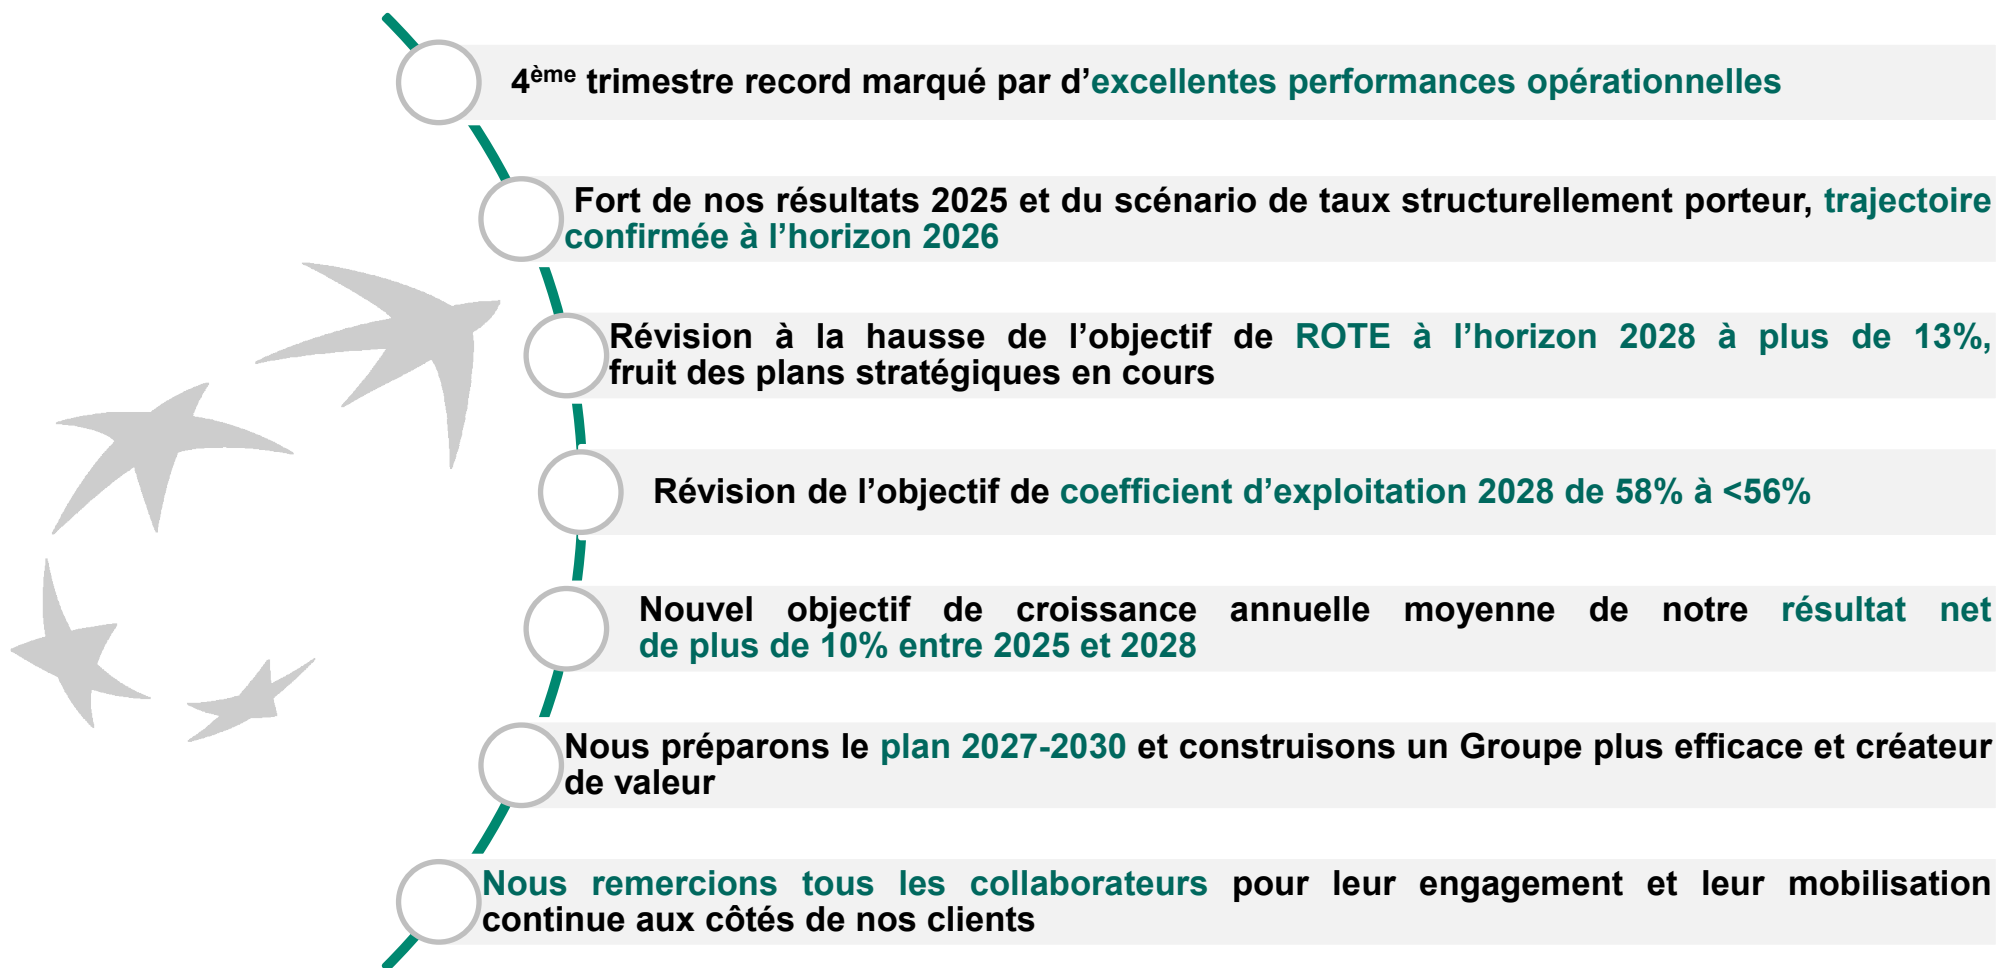 4ème trimestre record marqué par d’excellentes performances opérationnelles
Fort de nos résultats 2025 et du scénario de taux structurellement porteur, trajectoire
confirmée à l’horizon 2026
Révision à la hausse de l’objectif de ROTE à l’horizon 2028 à plus de 13%,
fruit des plans stratégiques en cours
Révision de l’objectif de coefficient d’exploitation 2028 de 58% à <56%
Nouvel objectif de croissance annuelle moyenne de notre résultat net
de plus de 10% entre 2025 et 2028
Nous préparons le plan 2027-2030 et construisons un Groupe plus efficace et créateur
de valeur
Nous remercions tous les collaborateurs pour leur engagement et leur mobilisation
continue aux côtés de nos clients